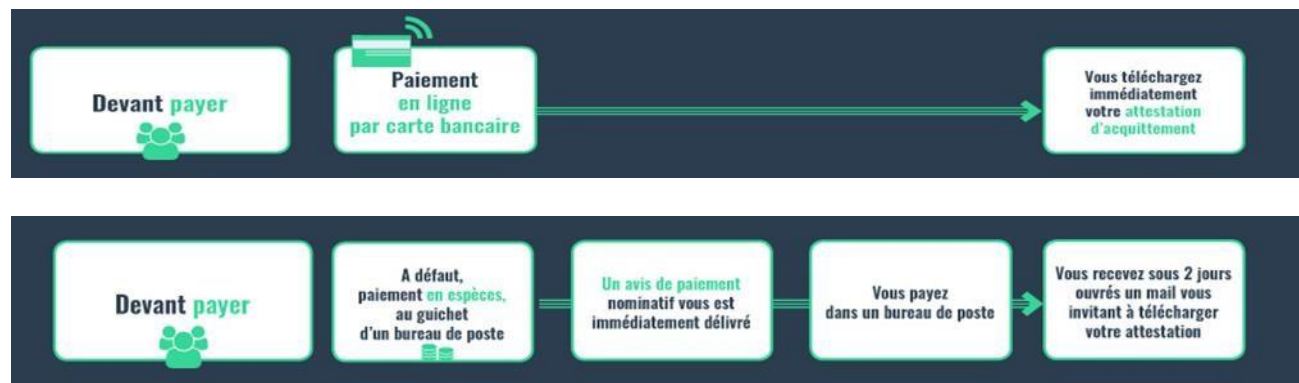 Devant payer
Paiement
en ligne
par carte bancaire
Vous téléchargez
immédiatement
votre attestation
d'acquittement
Devant payer
A défaut,
paiement en espèces,
au guichet
d'un bureau de poste
Un avis de paiement
nominatif vous est
immédiatement délivré
Vous payez
dans un bureau de poste
Vous recevez sous 2 jours
ouvrés un mail vous
invitant à télécharger
votre attestation